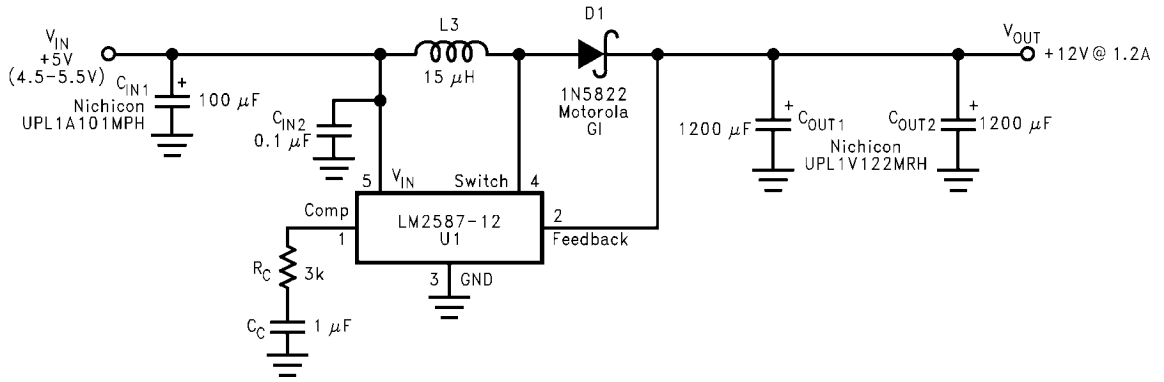 V_IN
+5V
(4.5–5.5V)
C_IN1
+
100 μF
Nichicon
UPL1A101MPH
C_IN2
0.1 μF
L3
15 μH
D1
1N5822
Motorola
GI
V_OUT
+12V @ 1.2A
1200 μF
+
C_OUT1
C_OUT2
+
1200 μF
Nichicon
UPL1V122MRH
5
V_IN
Switch
4
Comp
1
LM2587-12
U1
2
Feedback
3
GND
R_C
3k
C_C
1 μF